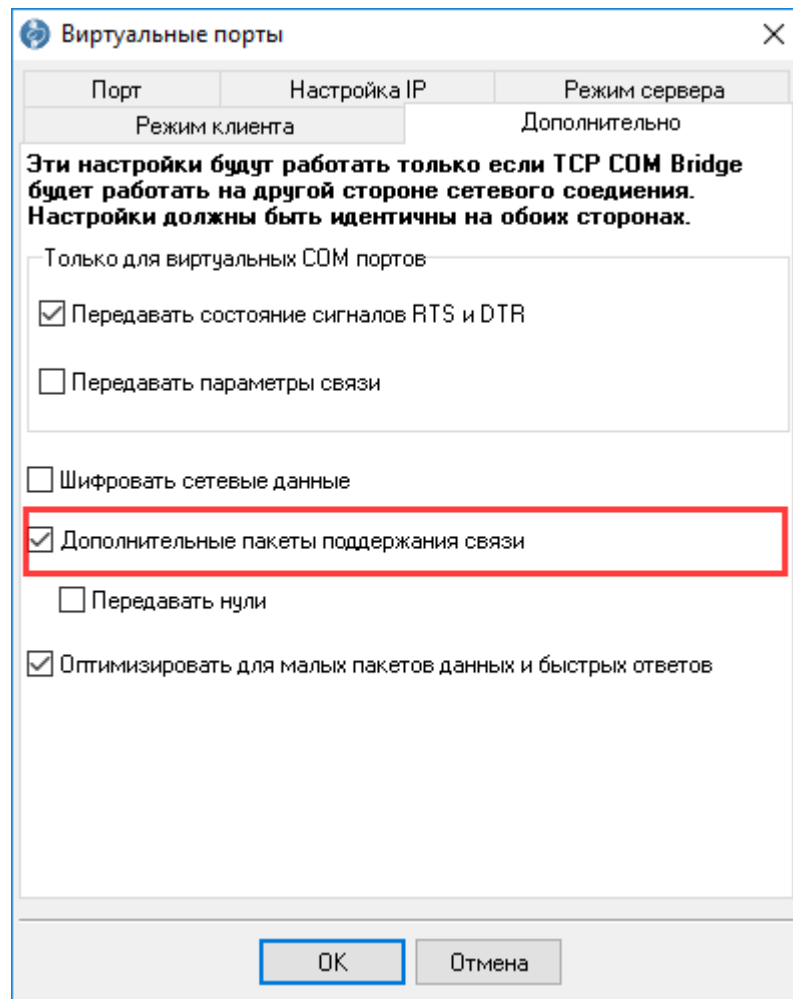 Виртуальные порты
Порт
Настройка IP
Режим сервера
Режим клиента
Дополнительно
Эти настройки будут работать только если TCP COM Bridge
будет работать на другой стороне сетевого соедиения.
Настройки должны быть идентичны на обоих сторонах.
Только для виртуальных COM портов
Передавать состояние сигналов RTS и DTR
Передавать параметры связи
Шифровать сетевые данные
Дополнительные пакеты поддержания связи
Передавать нули
Оптимизировать для малых пакетов данных и быстрых ответов
OK
Отмена